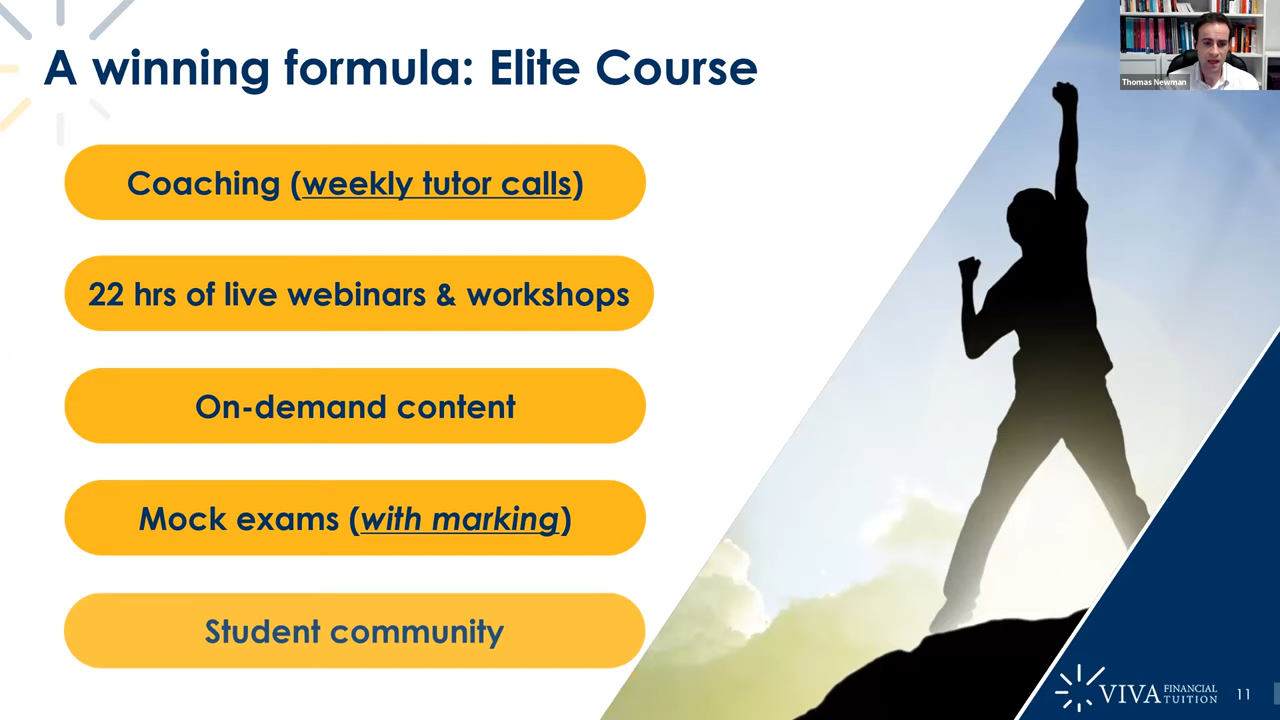 A winning formula: Elite Course
Thomas Newman
Coaching (weekly tutor calls)
22 hrs of live webinars & workshops
On-demand content
Mock exams (with marking)
Student community
VIVA FINANCIAL TUITION
11